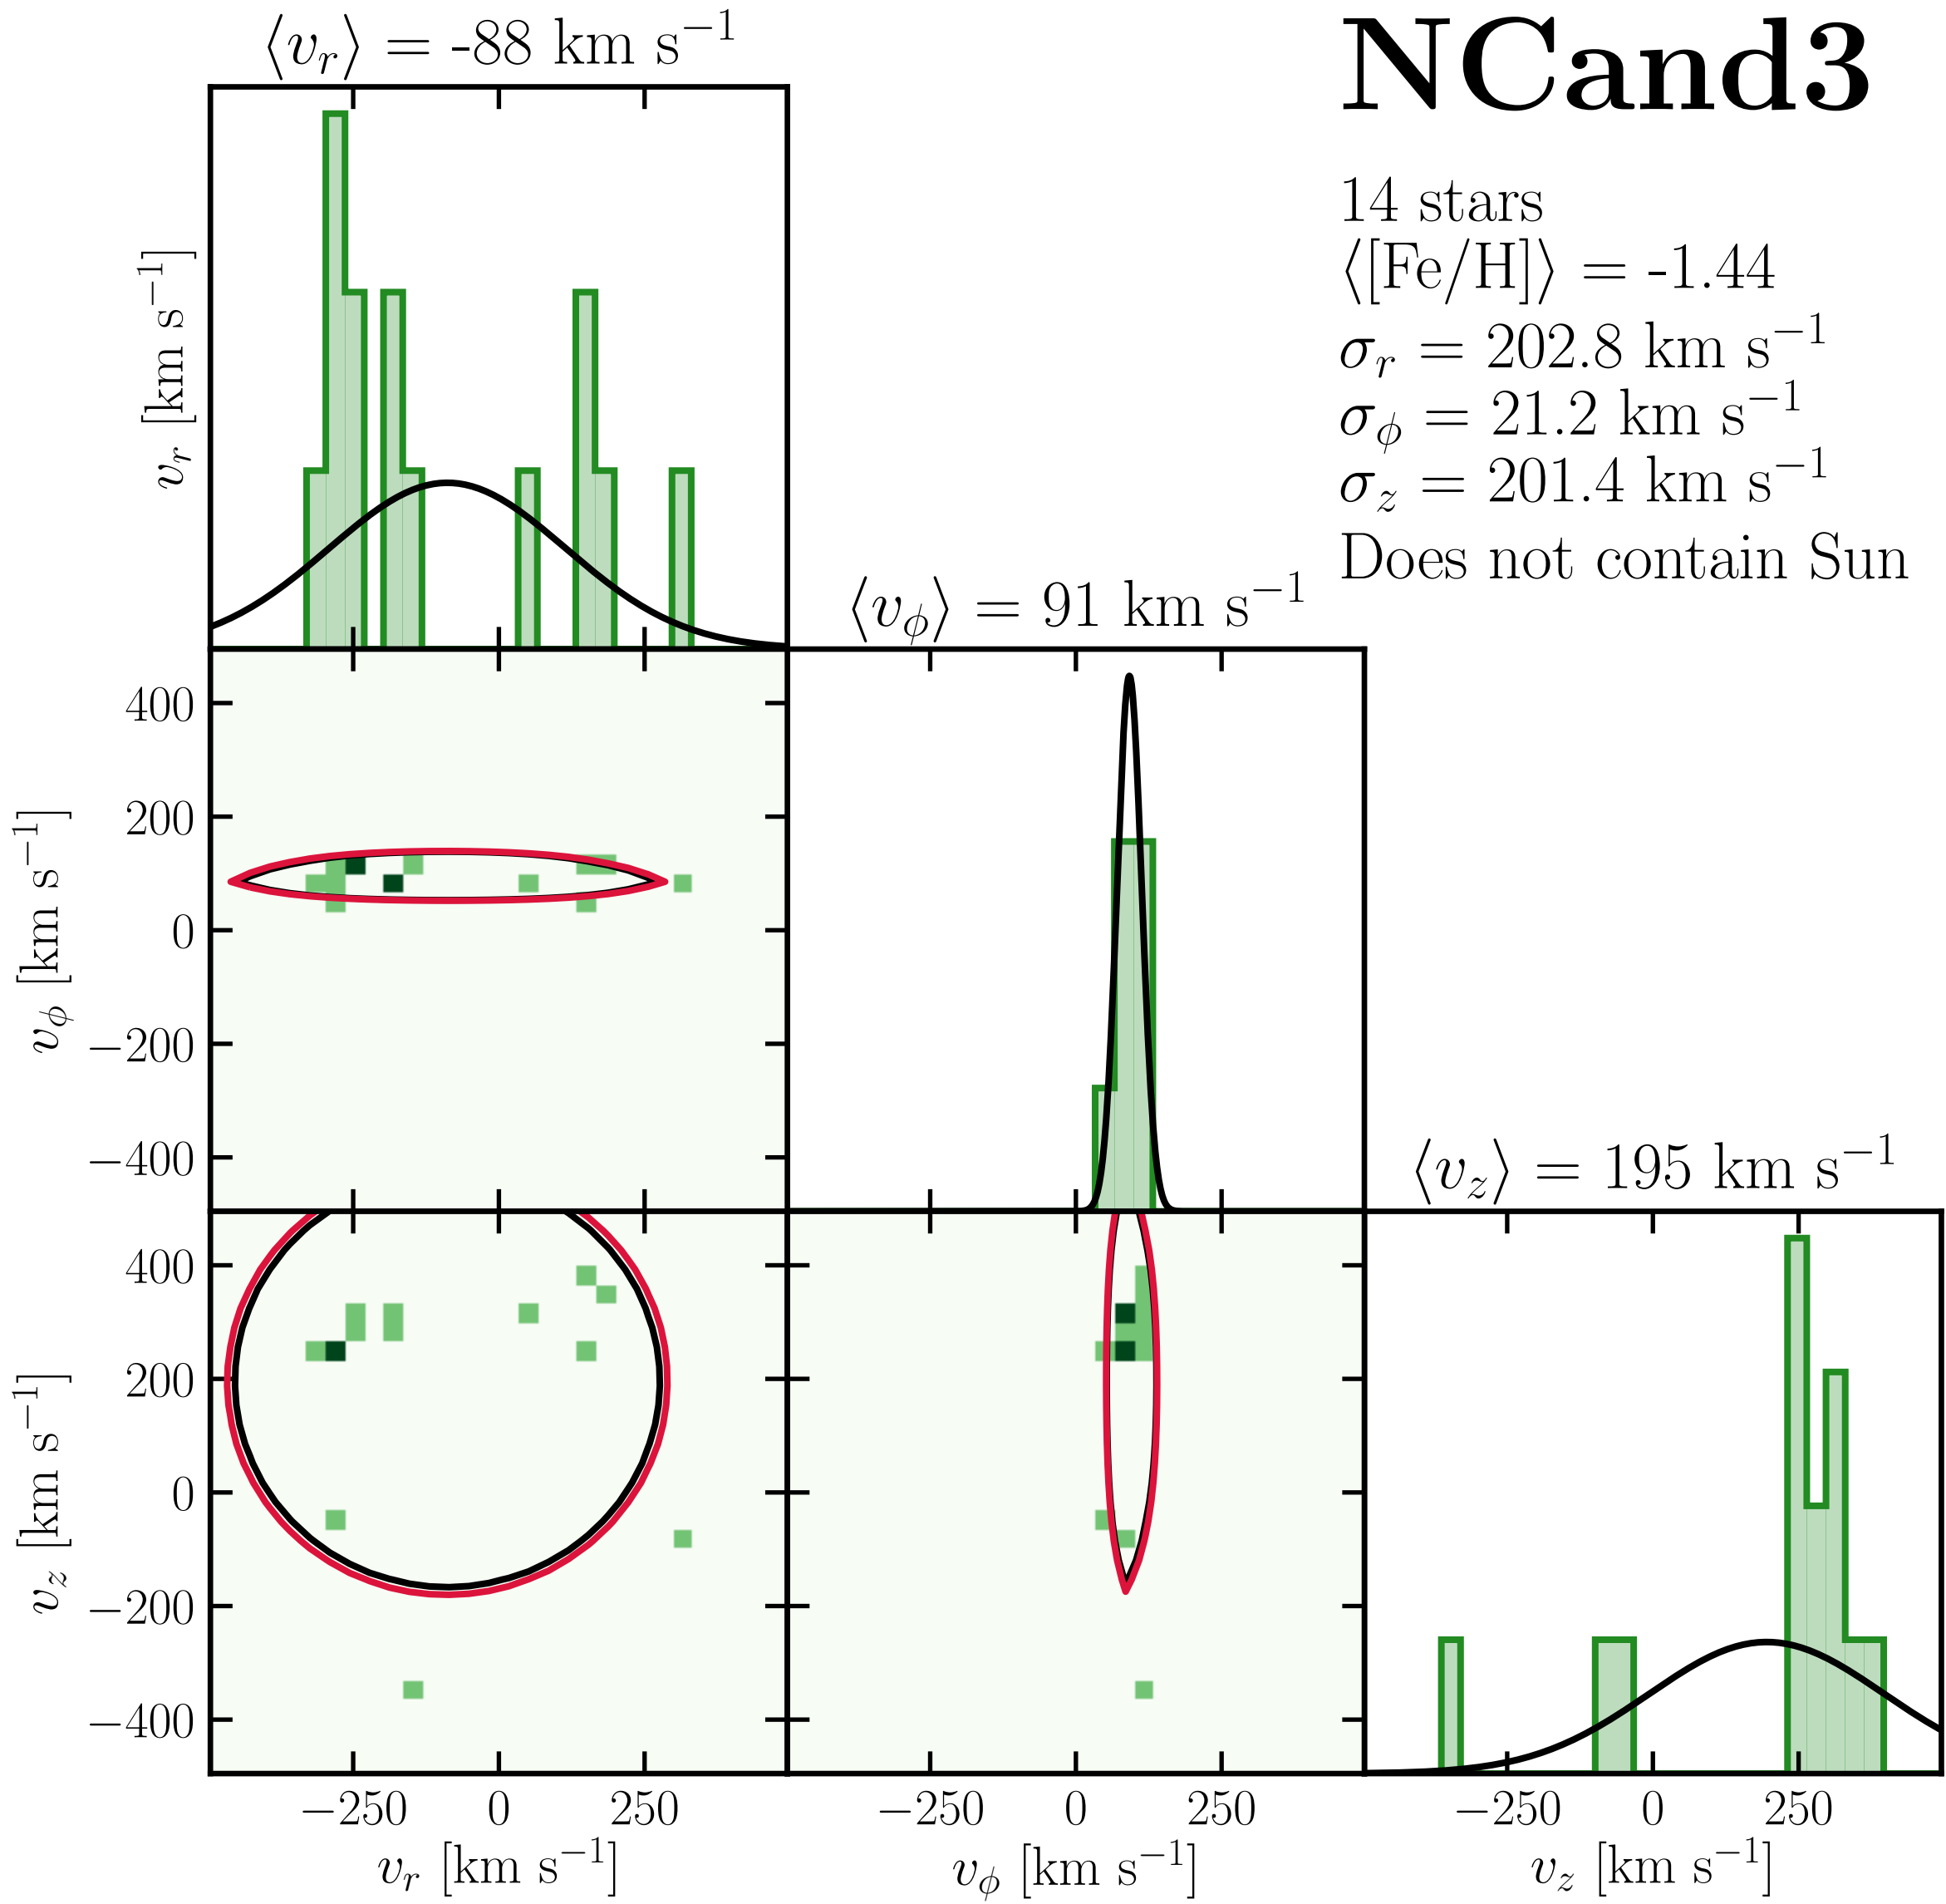 ⟨v_r⟩ = -88 km s⁻¹
NCand3
14 stars
⟨[Fe/H]⟩ = -1.44
σ_r = 202.8 km s⁻¹
σ_ϕ = 21.2 km s⁻¹
σ_z = 201.4 km s⁻¹
Does not contain Sun
v_r [km s⁻¹]
⟨v_ϕ⟩ = 91 km s⁻¹
400
200
0
−200
−400
v_ϕ [km s⁻¹]
⟨v_z⟩ = 195 km s⁻¹
400
200
0
−200
−400
v_z [km s⁻¹]
−250 0 250
−250 0 250
−250 0 250
v_r [km s⁻¹]
v_ϕ [km s⁻¹]
v_z [km s⁻¹]